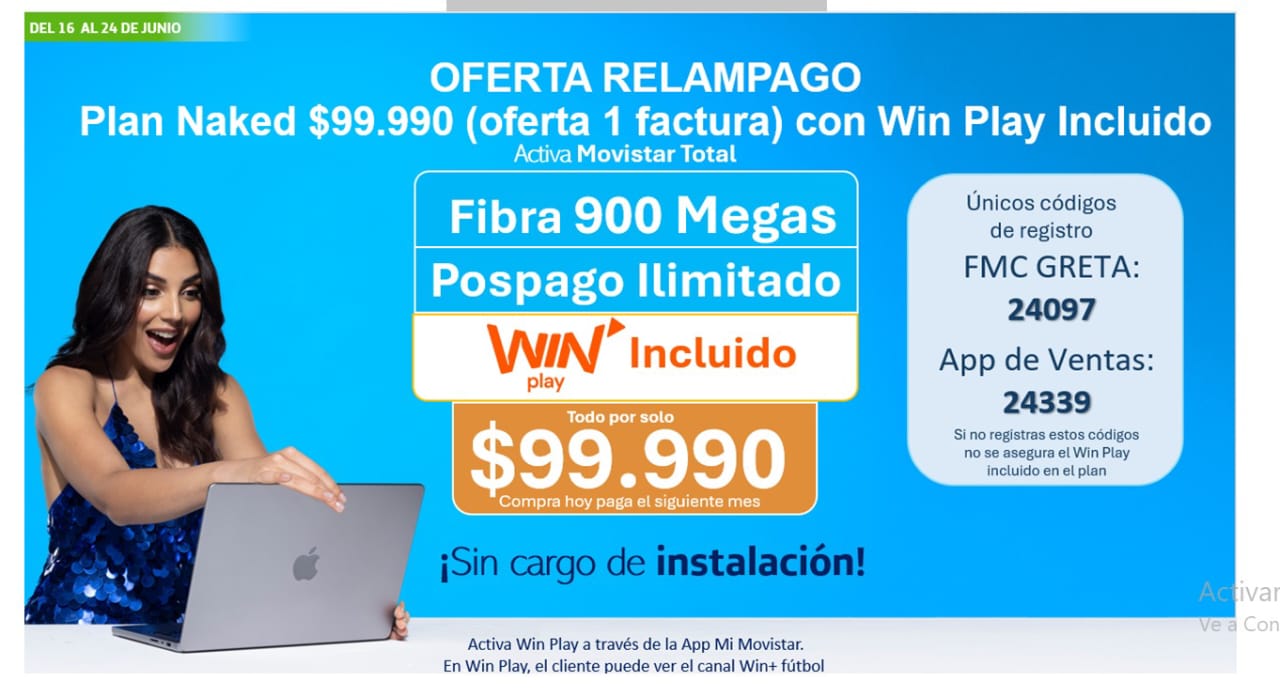 DEL 16 AL 24 DE JUNIO
OFERTA RELAMPAGO
Plan Naked $99.990 (oferta 1 factura) con Win Play Incluido
Activa Movistar Total
Fibra 900 Megas
Pospago Ilimitado
WIN play Incluido
Todo por solo
$99.990
Compra hoy paga el siguiente mes
¡Sin cargo de instalación!
Únicos códigos
de registro
FMC GRETA:
24097
App de Ventas:
24339
Si no registras estos códigos
no se asegura el Win Play
incluido en el plan
Activa Win Play a través de la App Mi Movistar.
En Win Play, el cliente puede ver el canal Win+ fútbol
Activar
Ve a Con